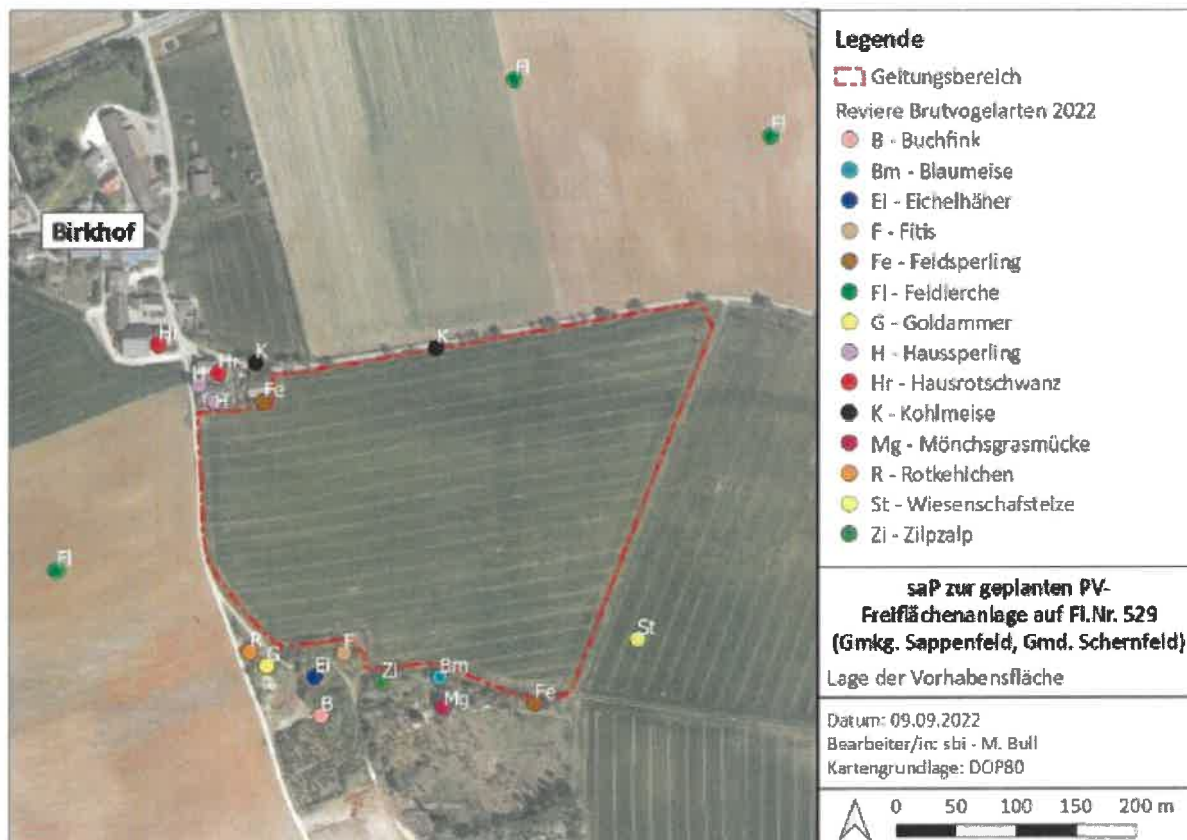 Birkhof
Fl
Fl
Hr
Hr
K
K
H
H
Fe
Fl
R
G
F
Ei
B
Zi
Bm
Mg
Fe
St
Legende
Geltungsbereich
Reviere Brutvogelarten 2022
B - Buchfink
Bm - Blaumeise
Ei - Eichelhäher
F - Fitis
Fe - Feldsperling
Fl - Feldlerche
G - Goldammer
H - Haussperling
Hr - Hausrotschwanz
K - Kohlmeise
Mg - Mönchsgrasmücke
R - Rotkehlchen
St - Wiesenschafstelze
Zi - Zilpzalp
saP zur geplanten PV-
Freiflächenanlage auf Fl.Nr. 529
(Gmkg. Sappenfeld, Gmd. Schernfeld)
Lage der Vorhabensfläche
Datum: 09.09.2022
Bearbeiter/in: sbi - M. Bull
Kartengrundlage: DOP80
0 50 100 150 200 m